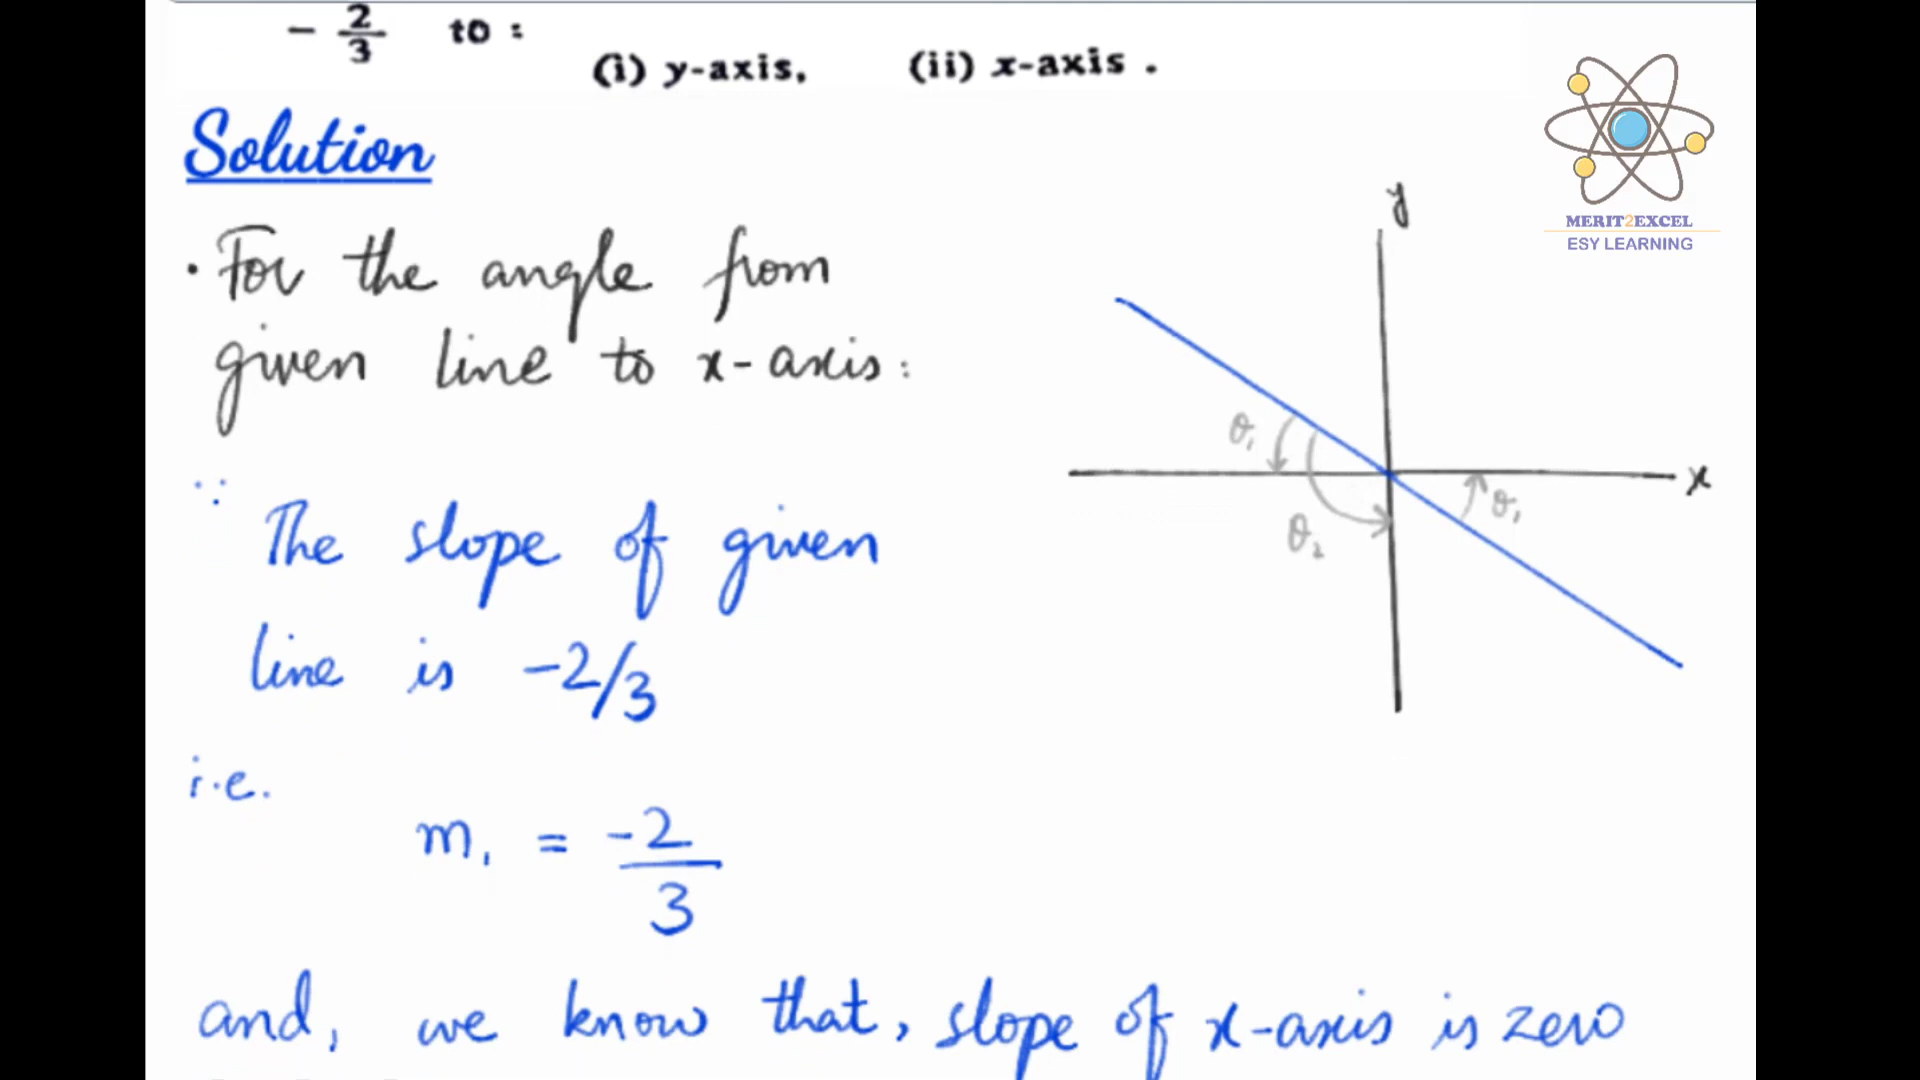 - 2/3 to :
(i) y-axis, (ii) x-axis .
MERIT2EXCEL
ESY LEARNING
Solution
y
• For the angle from
given line to x-axis:
θ₁
x
θ₁
θ₂
∵
The slope of given
line is -2/3
i.e.
m₁ = -2/3
and, we know that, slope of x-axis is zero